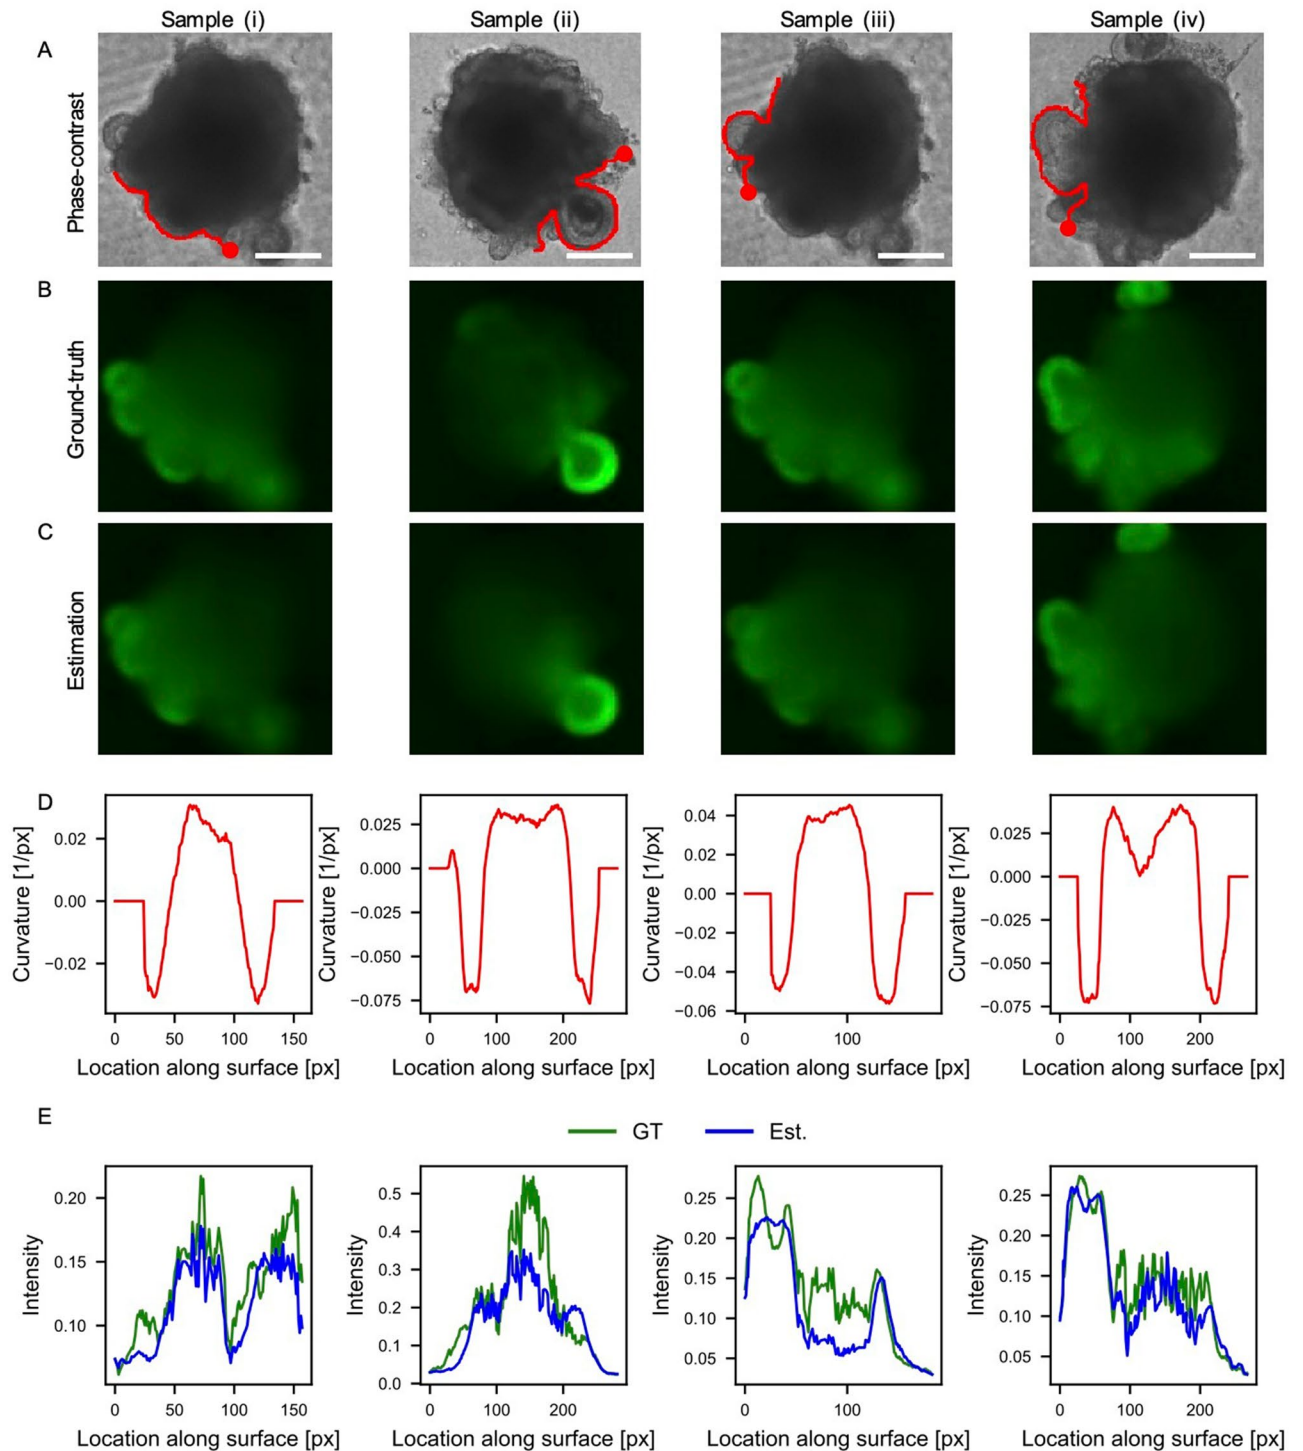 Sample (i) Sample (ii) Sample (iii) Sample (iv)
A
Phase-contrast
B
Ground-truth
C
Estimation
D
Curvature [1/px] Curvature [1/px] Curvature [1/px] Curvature [1/px]
0.02 0.00 −0.02
0.025 0.000 −0.025 −0.050 −0.075
0.04 0.02 0.00 −0.02 −0.04 −0.06
0.025 0.000 −0.025 −0.050 −0.075
0 50 100 150 0 100 200 0 100 0 100 200
Location along surface [px] Location along surface [px] Location along surface [px] Location along surface [px]
E
GT Est.
Intensity Intensity Intensity Intensity
0.20 0.15 0.10
0.5 0.4 0.3 0.2 0.1 0.0
0.25 0.20 0.15 0.10 0.05
0.25 0.20 0.15 0.10 0.05
0 50 100 150 0 100 200 0 100 0 100 200
Location along surface [px] Location along surface [px] Location along surface [px] Location along surface [px]